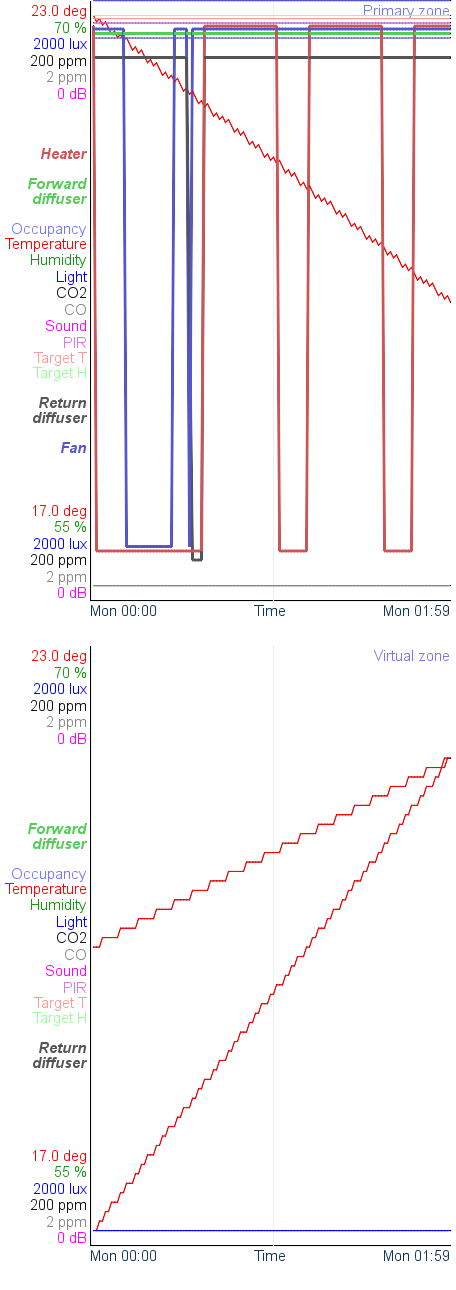 23.0 deg
Primary zone
70 %
2000 lux
200 ppm
2 ppm
0 dB
Heater
Forward
diffuser
Occupancy
Temperature
Humidity
Light
CO2
CO
Sound
PIR
Target T
Target H
Return
diffuser
Fan
17.0 deg
55 %
2000 lux
200 ppm
2 ppm
0 dB
Mon 00:00 Time Mon 01:59
23.0 deg
Virtual zone
70 %
2000 lux
200 ppm
2 ppm
0 dB
Forward
diffuser
Occupancy
Temperature
Humidity
Light
CO2
CO
Sound
PIR
Target T
Target H
Return
diffuser
17.0 deg
55 %
2000 lux
200 ppm
2 ppm
0 dB
Mon 00:00 Time Mon 01:59